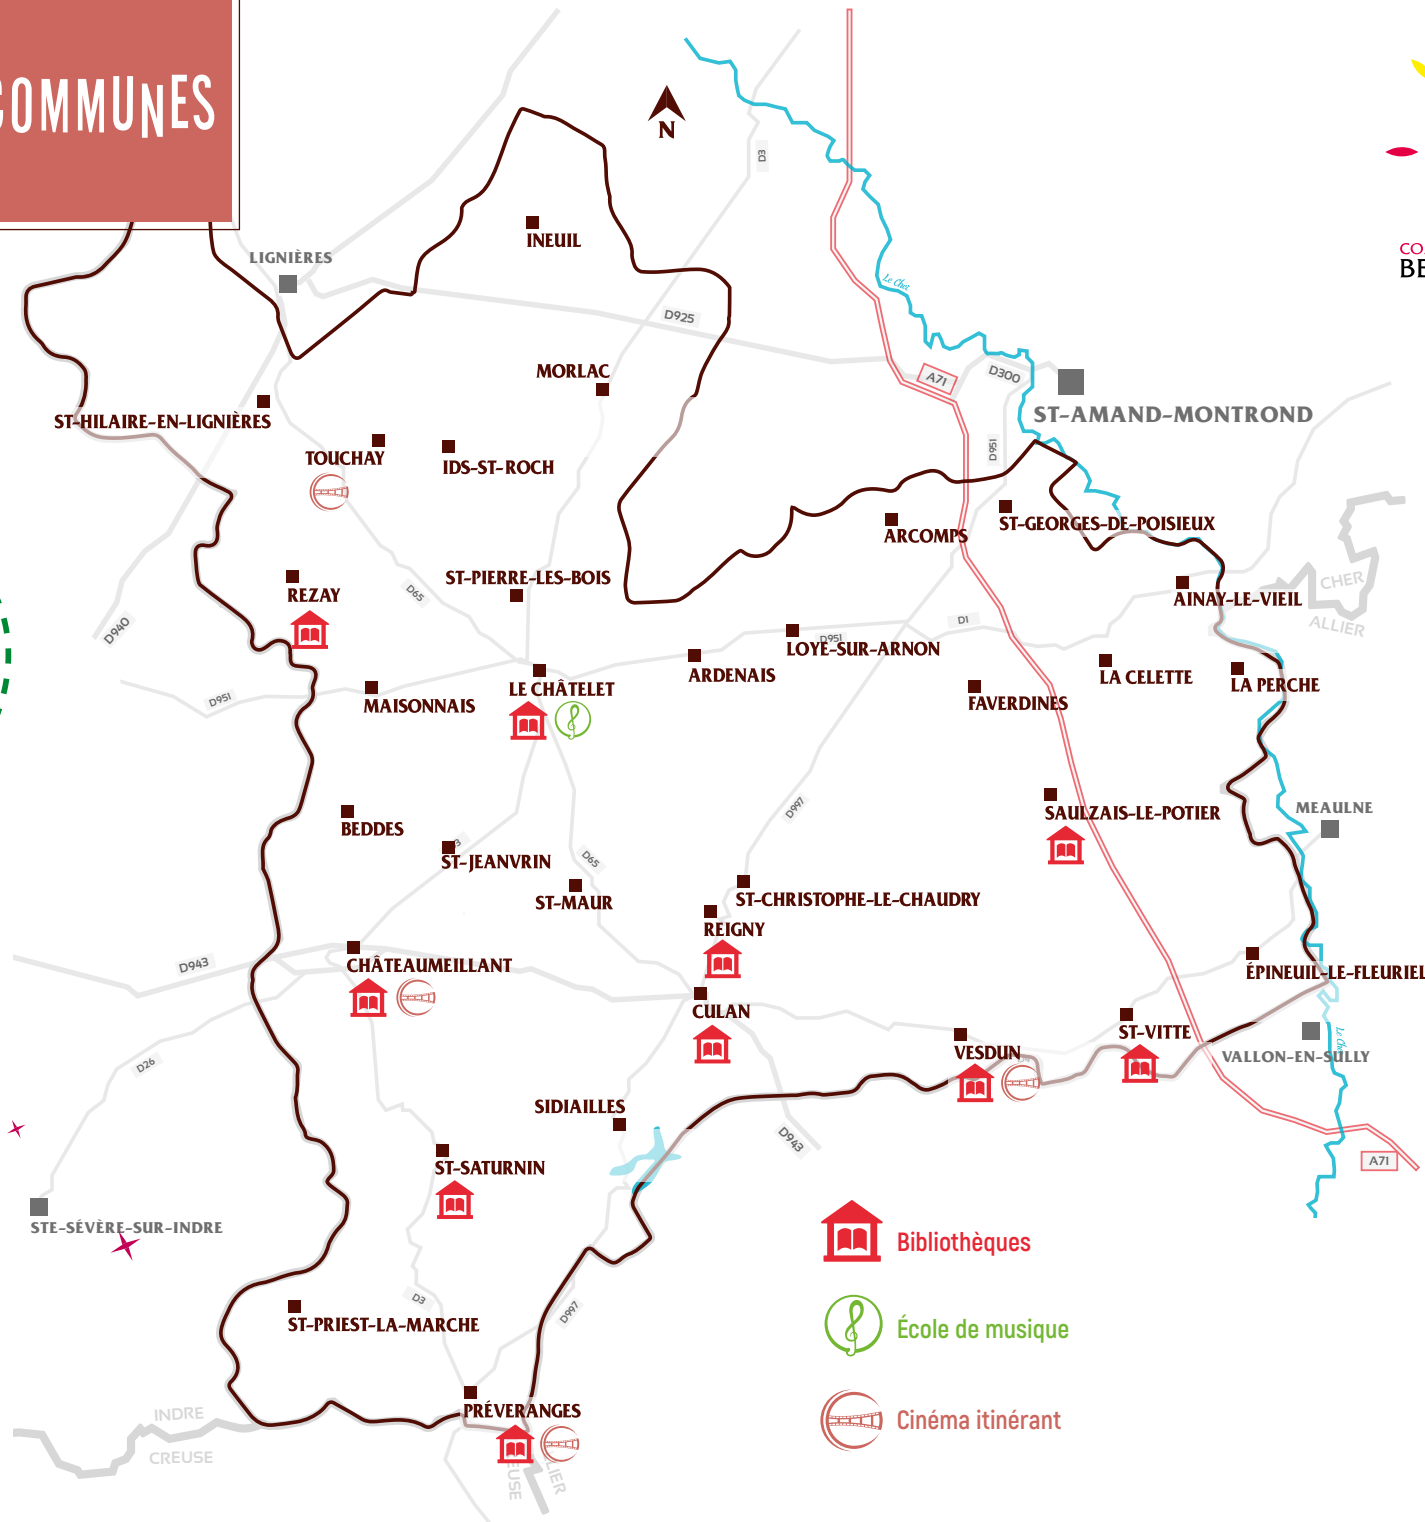 COMMUNES
N
D3
LIGNIÈRES
INEUIL
CO
BE
Le Cher
D925
MORLAC
A71
D300
ST-AMAND-MONTROND
ST-HILAIRE-EN-LIGNIÈRES
TOUCHAY
IDS-ST-ROCH
D951
ARCOMPS
ST-GEORGES-DE-POISIEUX
ST-PIERRE-LES-BOIS
REZAY
D65
AINAY-LE-VIEIL
CHER
ALLIER
D940
D1
D951
LOYE-SUR-ARNON
ARDENAIS
LA CELETTE
LA PERCHE
D951
MAISONNAIS
LE CHÂTELET
FAVERDINES
D997
SAULZAIS-LE-POTIER
MEAULNE
BEDDES
ST-JEANVRIN
D65
ST-MAUR
ST-CHRISTOPHE-LE-CHAUDRY
REIGNY
D943
CHÂTEAUMEILLANT
ÉPINEUIL-LE-FLEURIEL
CULAN
VESDUN
ST-VITTE
VALLON-EN-SULLY
D26
SIDIAILLES
D943
A71
ST-SATURNIN
STE-SÉVÈRE-SUR-INDRE
Bibliothèques
D3
D997
ST-PRIEST-LA-MARCHE
École de musique
PRÉVERANGES
INDRE
CREUSE
Cinéma itinérant